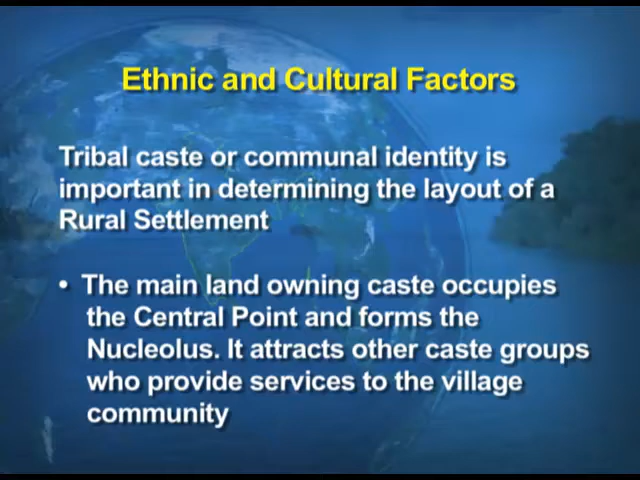 Ethnic and Cultural Factors
Tribal caste or communal identity is
important in determining the layout of a
Rural Settlement
• The main land owning caste occupies
the Central Point and forms the
Nucleolus. It attracts other caste groups
who provide services to the village
community